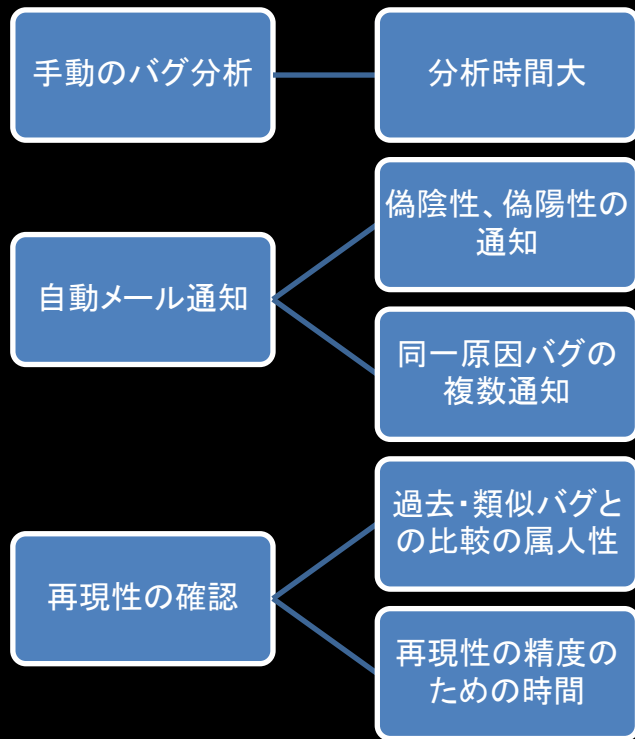 手動のバグ分析
分析時間大
自動メール通知
偽陰性、偽陽性の
通知
同一原因バグの
複数通知
再現性の確認
過去・類似バグと
の比較の属人性
再現性の精度の
ための時間